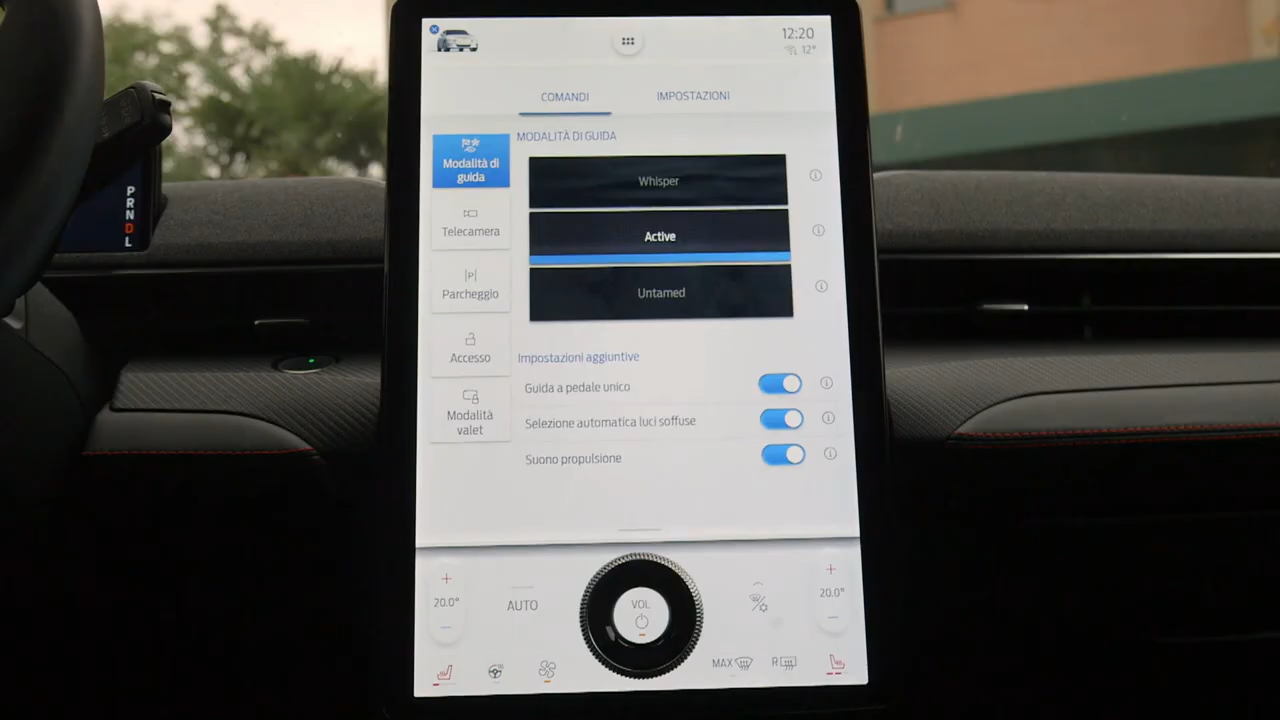 12:20
12°
COMANDI
IMPOSTAZIONI
MODALITÀ DI GUIDA
Modalità di
guida
Whisper
Telecamera
Active
Parcheggio
Untamed
Accesso
Impostazioni aggiuntive
Guida a pedale unico
Modalità
valet
Selezione automatica luci soffuse
Suono propulsione
P
R
N
D
L
+
20.0°
AUTO
VOL
+
20.0°
MAX
R